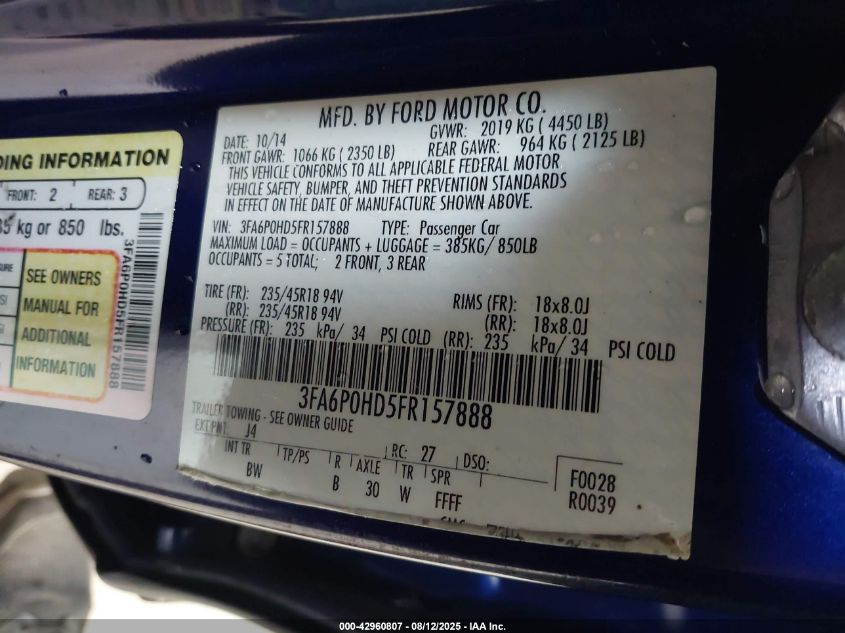 DING INFORMATION
FRONT: 2 REAR: 3
85 kg or 850 lbs.
SEE OWNERS
MANUAL FOR
ADDITIONAL
INFORMATION
3FA6P0HD5FR157888
MFD. BY FORD MOTOR CO.
DATE: 10/14 GVWR: 2019 KG ( 4450 LB)
FRONT GAWR: 1066 KG ( 2350 LB) REAR GAWR: 964 KG ( 2125 LB)
THIS VEHICLE CONFORMS TO ALL APPLICABLE FEDERAL MOTOR
VEHICLE SAFETY, BUMPER, AND THEFT PREVENTION STANDARDS
IN EFFECT ON THE DATE OF MANUFACTURE SHOWN ABOVE.
VIN: 3FA6P0HD5FR157888 TYPE: Passenger Car
MAXIMUM LOAD = OCCUPANTS + LUGGAGE = 385KG/ 850LB
OCCUPANTS = 5 TOTAL; 2 FRONT, 3 REAR
TIRE (FR): 235/45R18 94V RIMS (FR): 18x8.0J
(RR): 235/45R18 94V (RR): 18x8.0J
PRESSURE (FR): 235 kPa/ 34 PSI COLD (RR): 235 kPa/ 34 PSI COLD
3FA6P0HD5FR157888
TRAILER TOWING - SEE OWNER GUIDE
EXT PNT: J4 RC: 27 DSO:
INT TR TP/PS R AXLE TR SPR
BW B 30 W FFFF
F0028
R0039
000-42960807 - 08/12/2025 - IAA Inc.